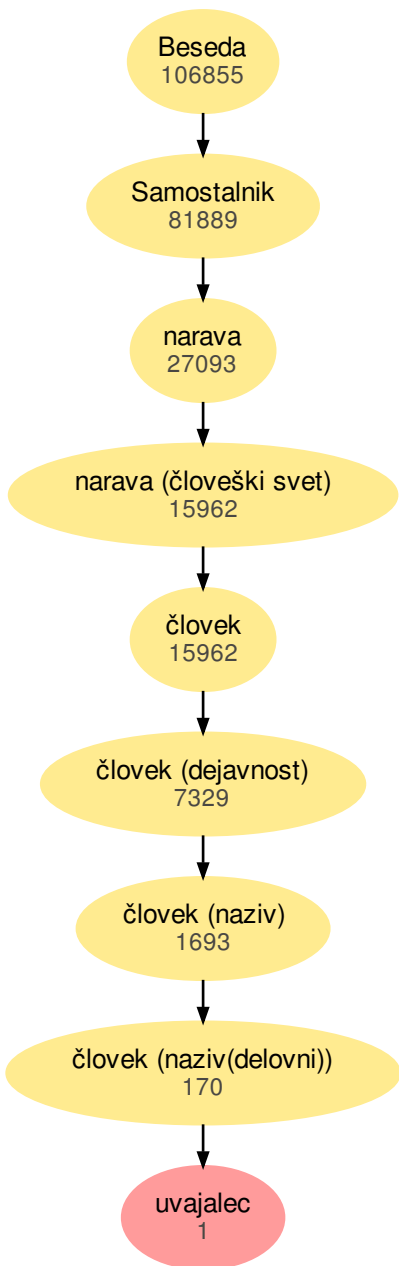 Beseda
106855
Samostalnik
81889
narava
27093
narava (človeški svet)
15962
človek
15962
človek (dejavnost)
7329
človek (naziv)
1693
človek (naziv(delovni))
170
uvajalec
1